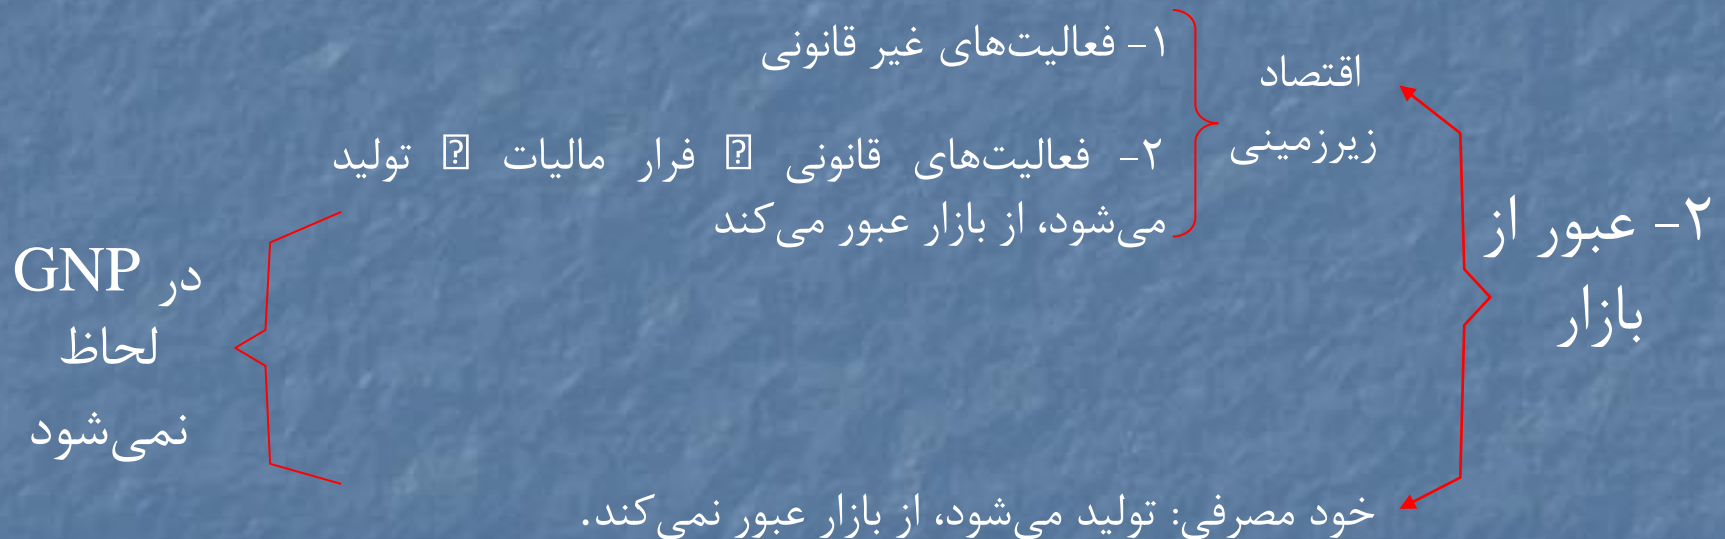 ۲- عبور از
بازار
اقتصاد
زیرزمینی
۱- فعالیت‌های غیر قانونی
۲- فعالیت‌های قانونی � فرار مالیات � تولید
می‌شود، از بازار عبور می‌کند
خود مصرفی: تولید می‌شود، از بازار عبور نمی‌کند.
در GNP
لحاظ
نمی‌شود